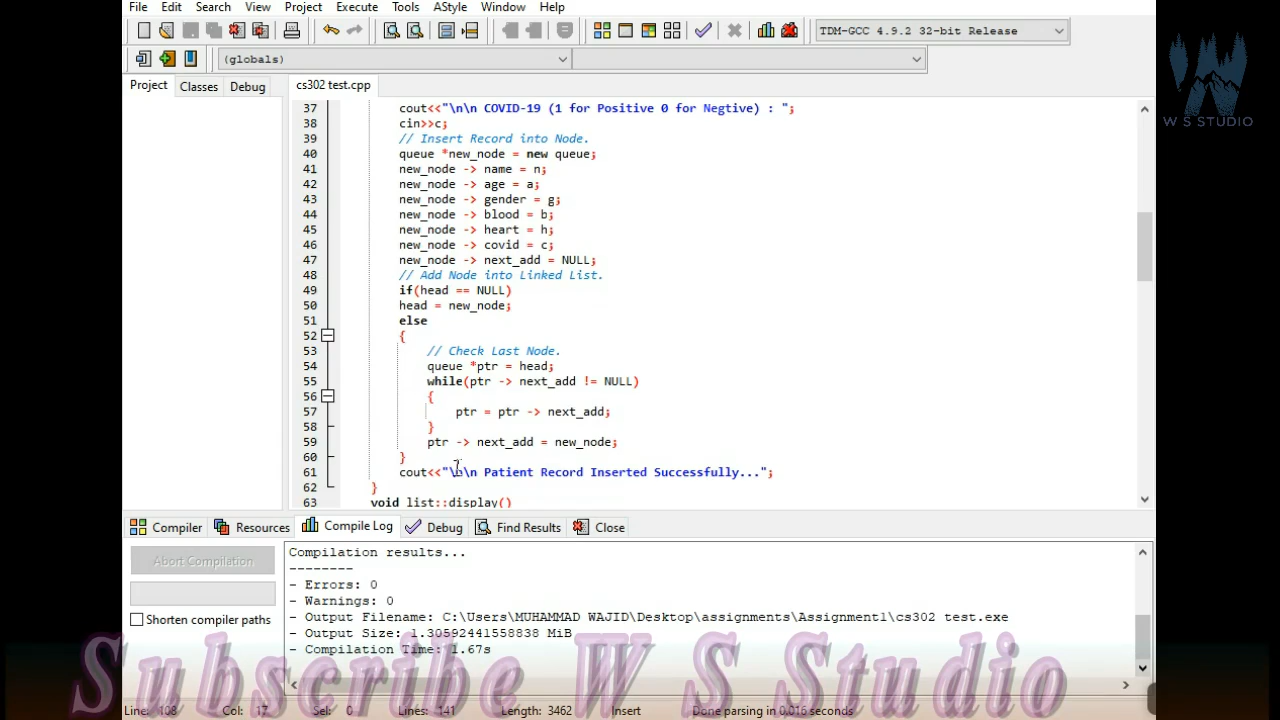 File Edit Search View Project Execute Tools AStyle Window Help
TDM-GCC 4.9.2 32-bit Release
(globals)
Project Classes Debug cs302 test.cpp
W S STUDIO
37 cout<<"\n\n COVID-19 (1 for Positive 0 for Negtive) : ";
38 cin>>c;
39 // Insert Record into Node.
40 queue *new_node = new queue;
41 new_node -> name = n;
42 new_node -> age = a;
43 new_node -> gender = g;
44 new_node -> blood = b;
45 new_node -> heart = h;
46 new_node -> covid = c;
47 new_node -> next_add = NULL;
48 // Add Node into Linked List.
49 if(head == NULL)
50 head = new_node;
51 else
52 {
53 // Check Last Node.
54 queue *ptr = head;
55 while(ptr -> next_add != NULL)
56 {
57 ptr = ptr -> next_add;
58 }
59 ptr -> next_add = new_node;
60 }
61 cout<<"\n\n Patient Record Inserted Successfully...";
62 }
63 void list::display()
Compiler Resources Compile Log Debug Find Results Close
Abort Compilation
Shorten compiler paths
Compilation results...
--------
- Errors: 0
- Warnings: 0
- Output Filename: C:\Users\MUHAMMAD WAJID\Desktop\assignments\Assignment1\cs302 test.exe
- Output Size: 1.30592441558838 MiB
- Compilation Time: 1.67s
Subscribe W S Studio
Line: 108 Col: 17 Sel: 0 Lines: 141 Length: 3462 Insert Done parsing in 0.016 seconds